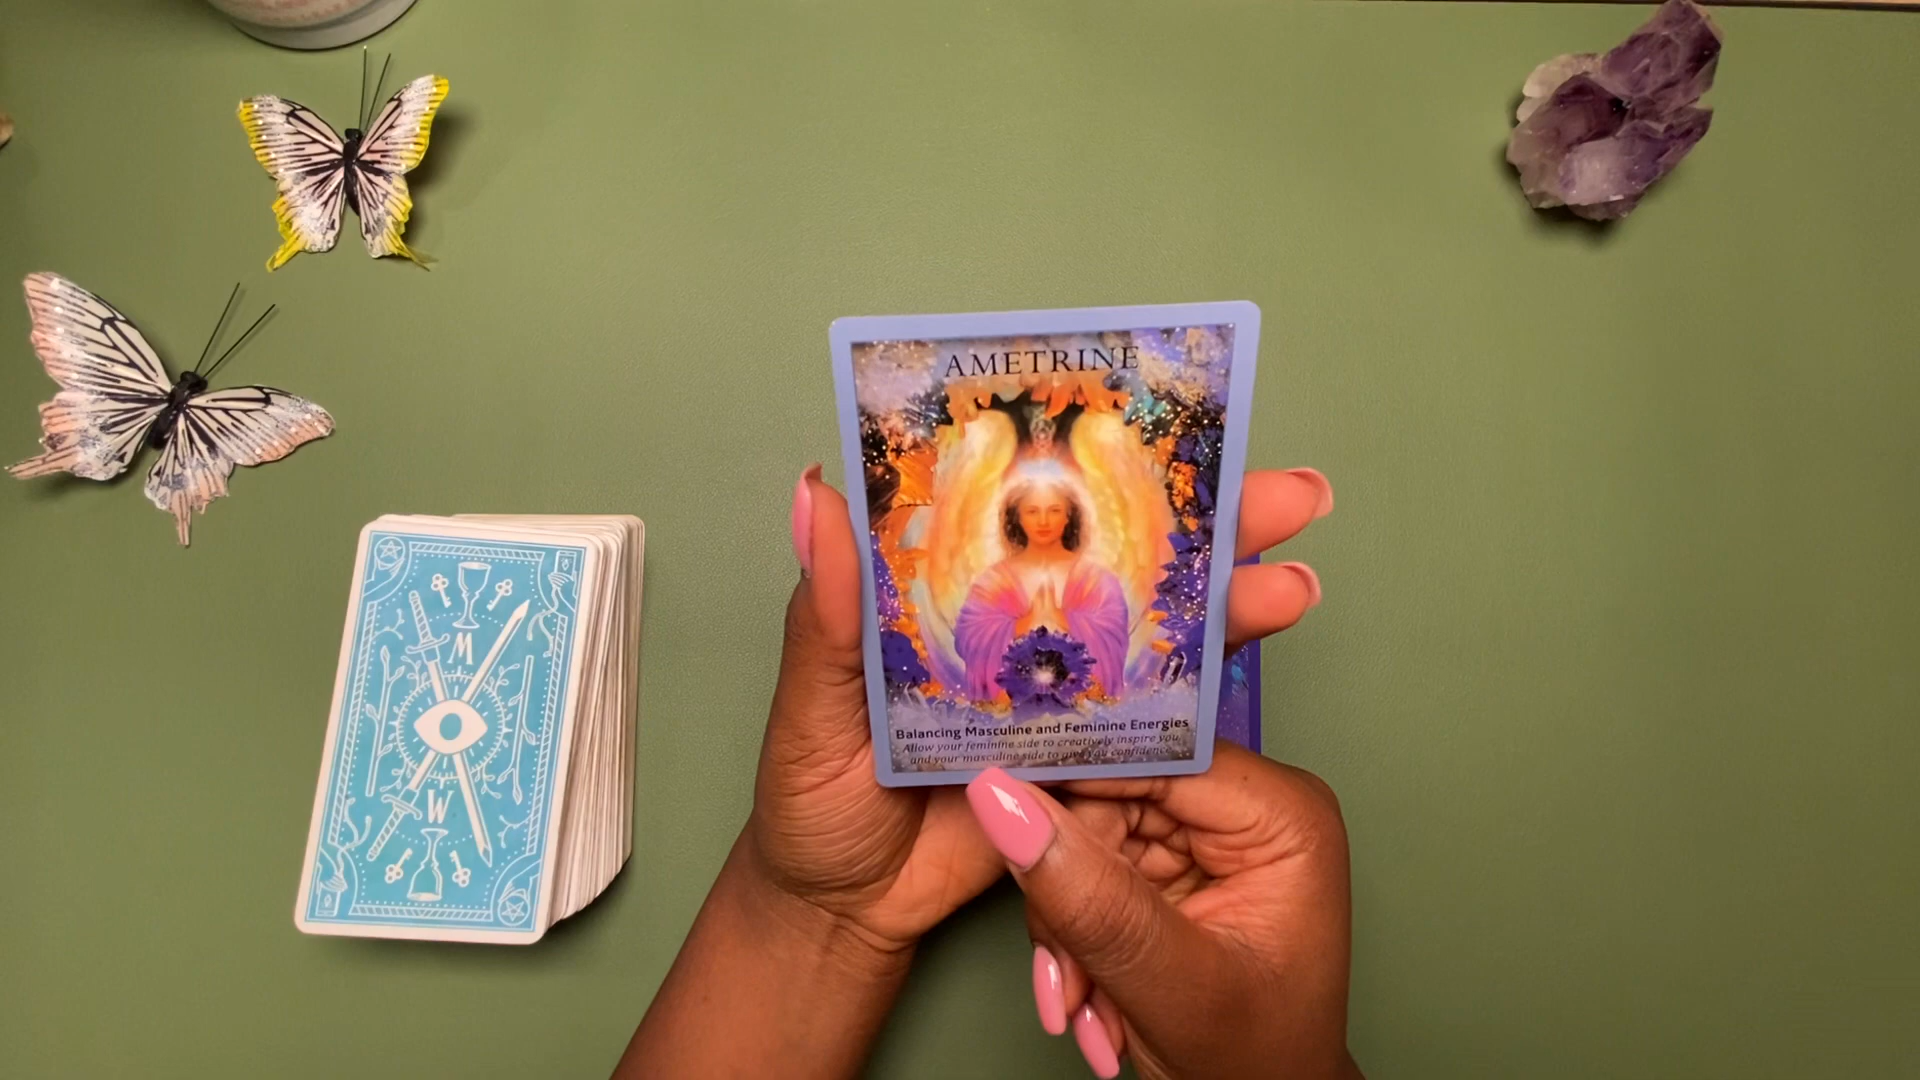 AMETRINE
Balancing Masculine and Feminine Energies
Allow your feminine side to creatively inspire you
and your masculine side to give you confidence
M
W